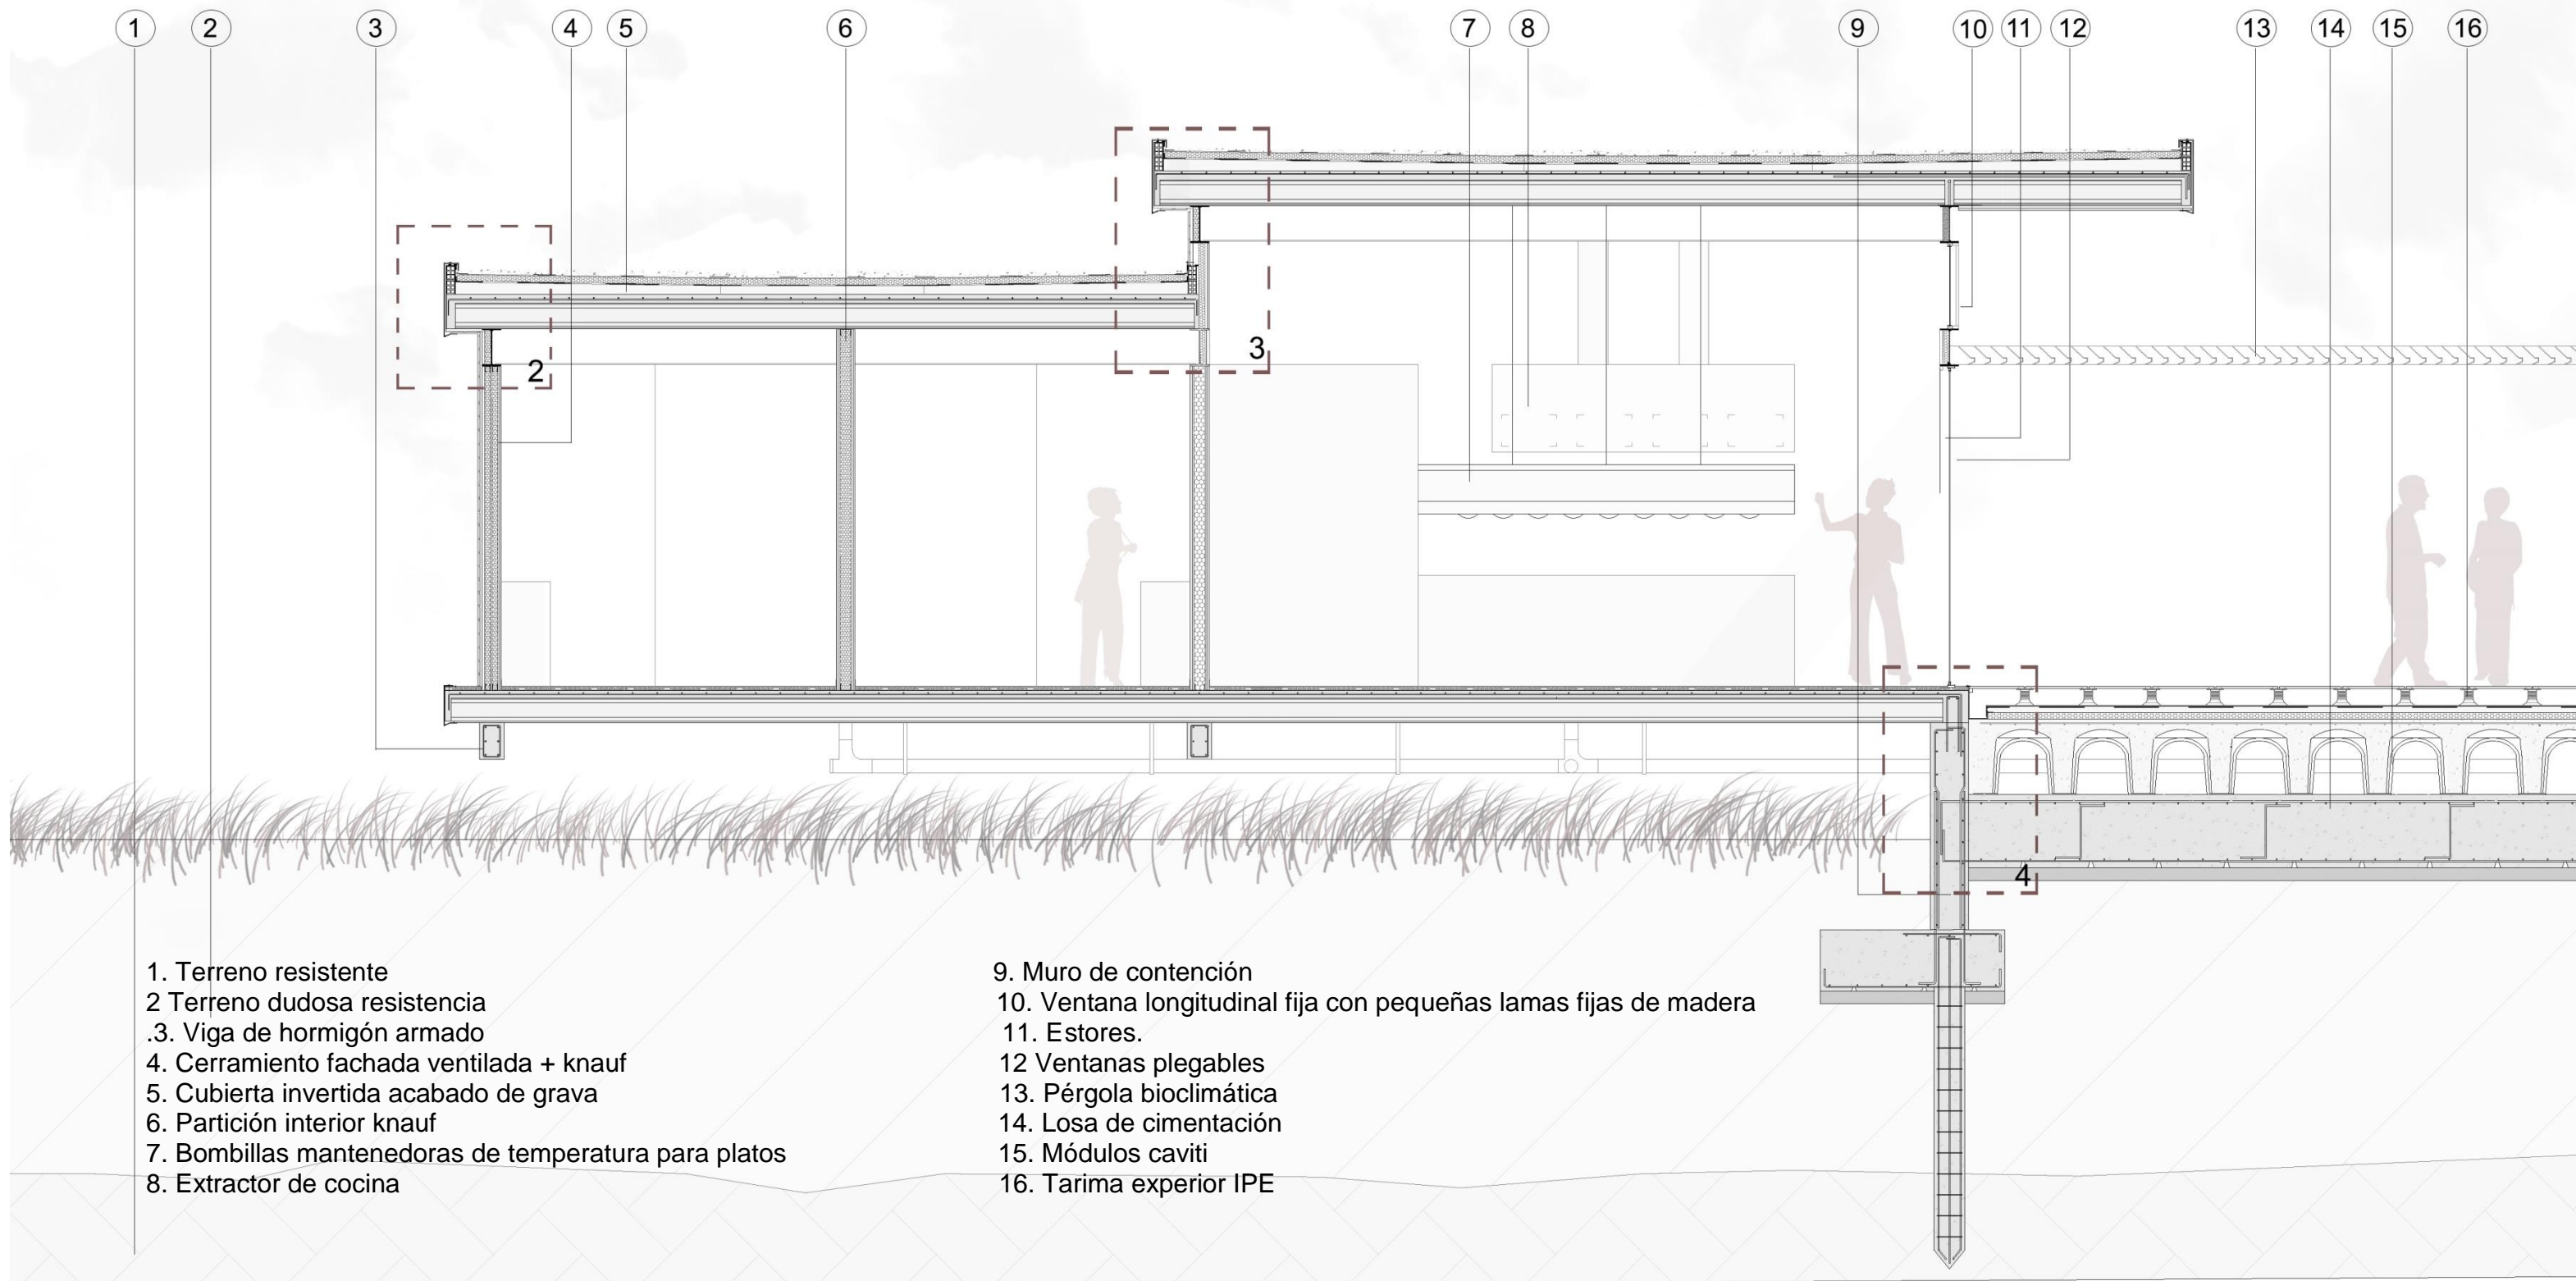 1 2 3 4 5 6 7 8 9 10 11 12 13 14 15 16
2
3
4
1. Terreno resistente
2 Terreno dudosa resistencia
.3. Viga de hormigón armado
4. Cerramiento fachada ventilada + knauf
5. Cubierta invertida acabado de grava
6. Partición interior knauf
7. Bombillas mantenedoras de temperatura para platos
8. Extractor de cocina
9. Muro de contención
10. Ventana longitudinal fija con pequeñas lamas fijas de madera
11. Estores.
12 Ventanas plegables
13. Pérgola bioclimática
14. Losa de cimentación
15. Módulos caviti
16. Tarima experior IPE